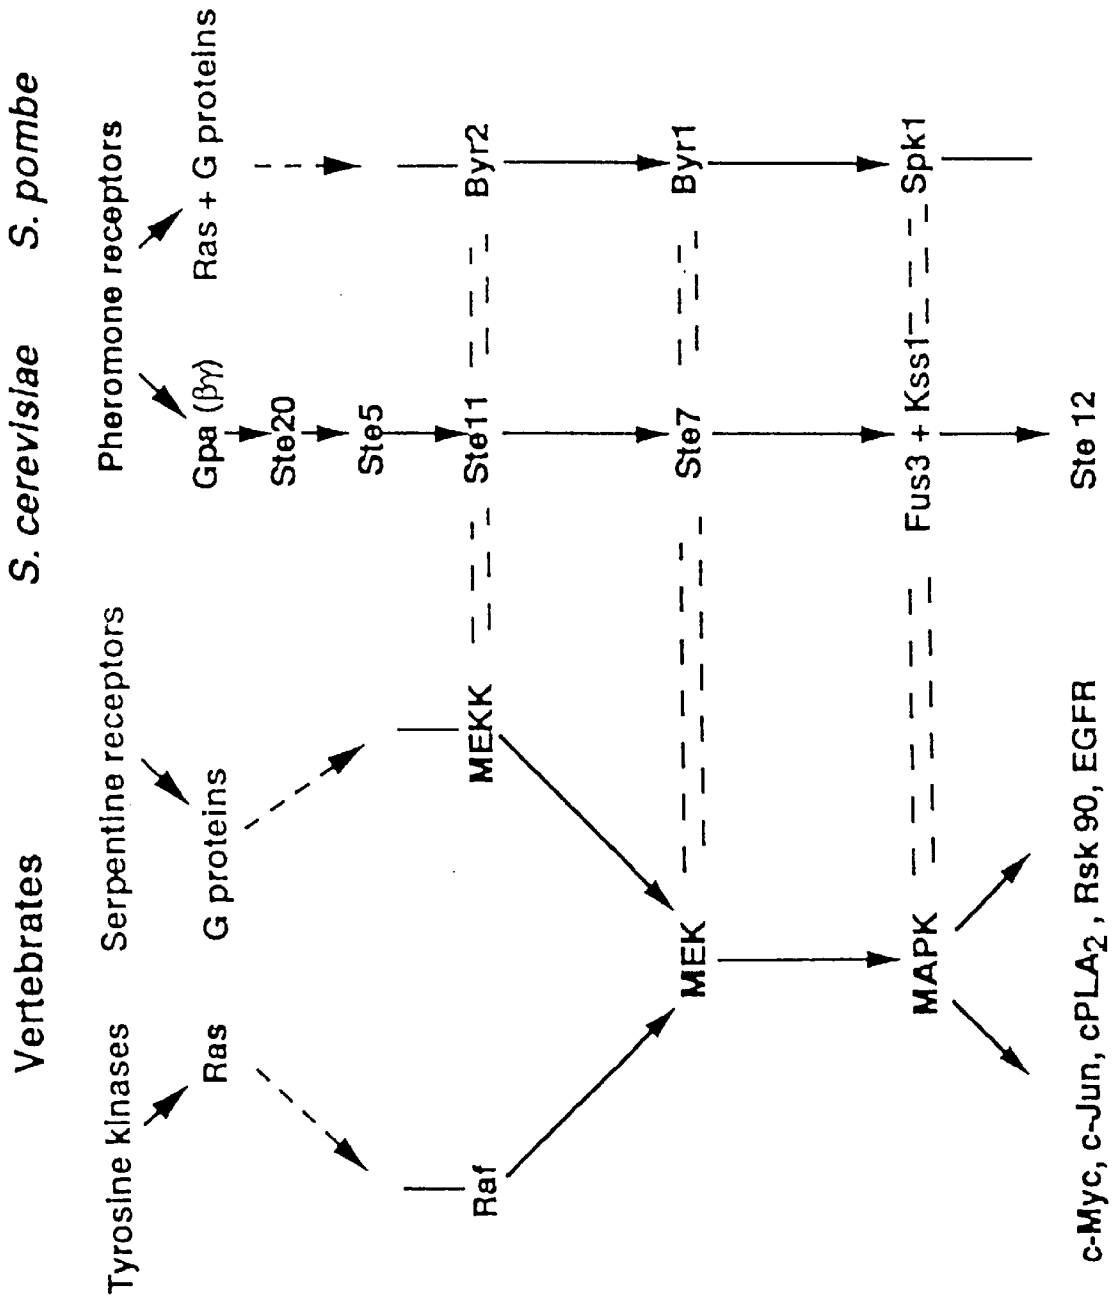 Vertebrates S. cerevisiae S. pombe
Tyrosine kinases Serpentine receptors Pheromone receptors
Ras G proteins Gpa (βγ) Ras + G proteins
Ste20
Ste5
Raf MEKK Ste11 Byr2
MEK Ste7 Byr1
MAPK Fus3 + Kss1 Spk1
c-Myc, c-Jun, cPLA2 , Rsk 90, EGFR Ste 12